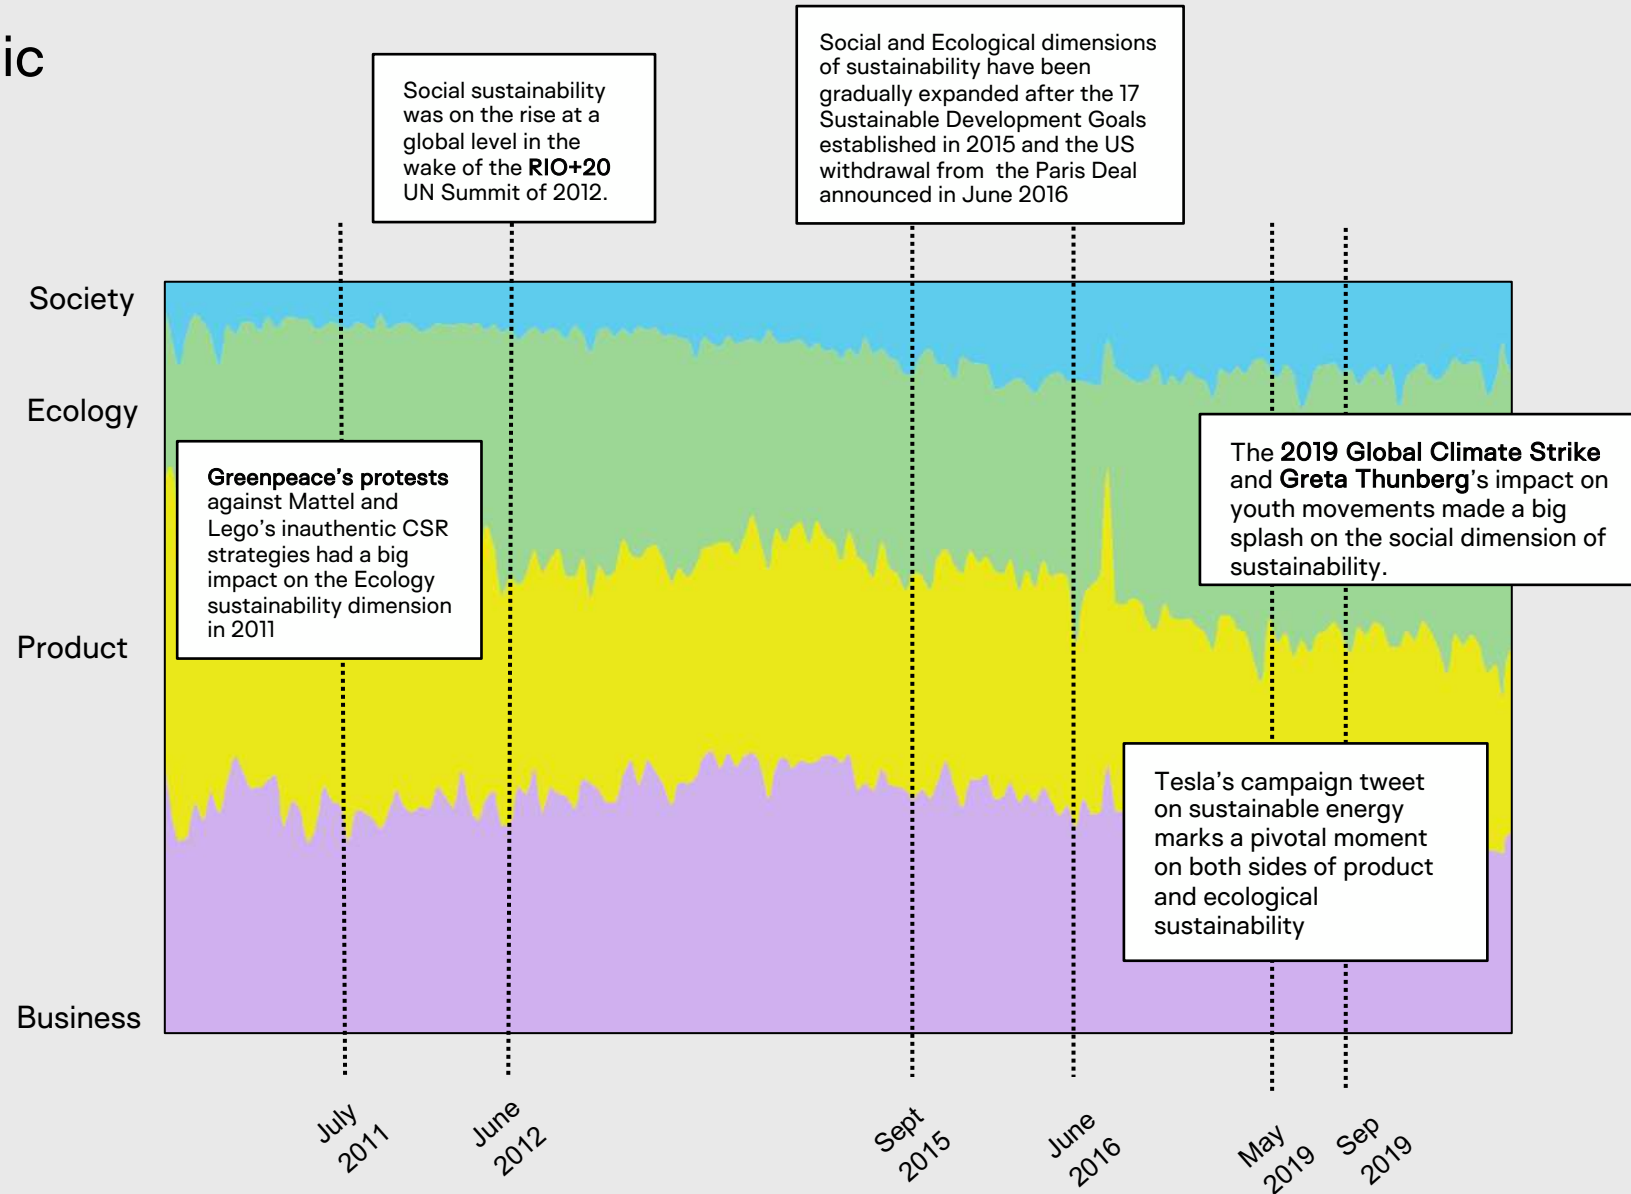 ic
Social sustainability
was on the rise at a
global level in the
wake of the RIO+20
UN Summit of 2012.
Social and Ecological dimensions
of sustainability have been
gradually expanded after the 17
Sustainable Development Goals
established in 2015 and the US
withdrawal from  the Paris Deal
announced in June 2016
Society
Ecology
Product
Business
Greenpeace’s protests
against Mattel and
Lego’s inauthentic CSR
strategies had a big
impact on the Ecology
sustainability dimension
in 2011
The 2019 Global Climate Strike
and Greta Thunberg’s impact on
youth movements made a big
splash on the social dimension of
sustainability.
Tesla’s campaign tweet
on sustainable energy
marks a pivotal moment
on both sides of product
and ecological
sustainability
July
2011
June
2012
Sept
2015
June
2016
May
2019
Sep
2019